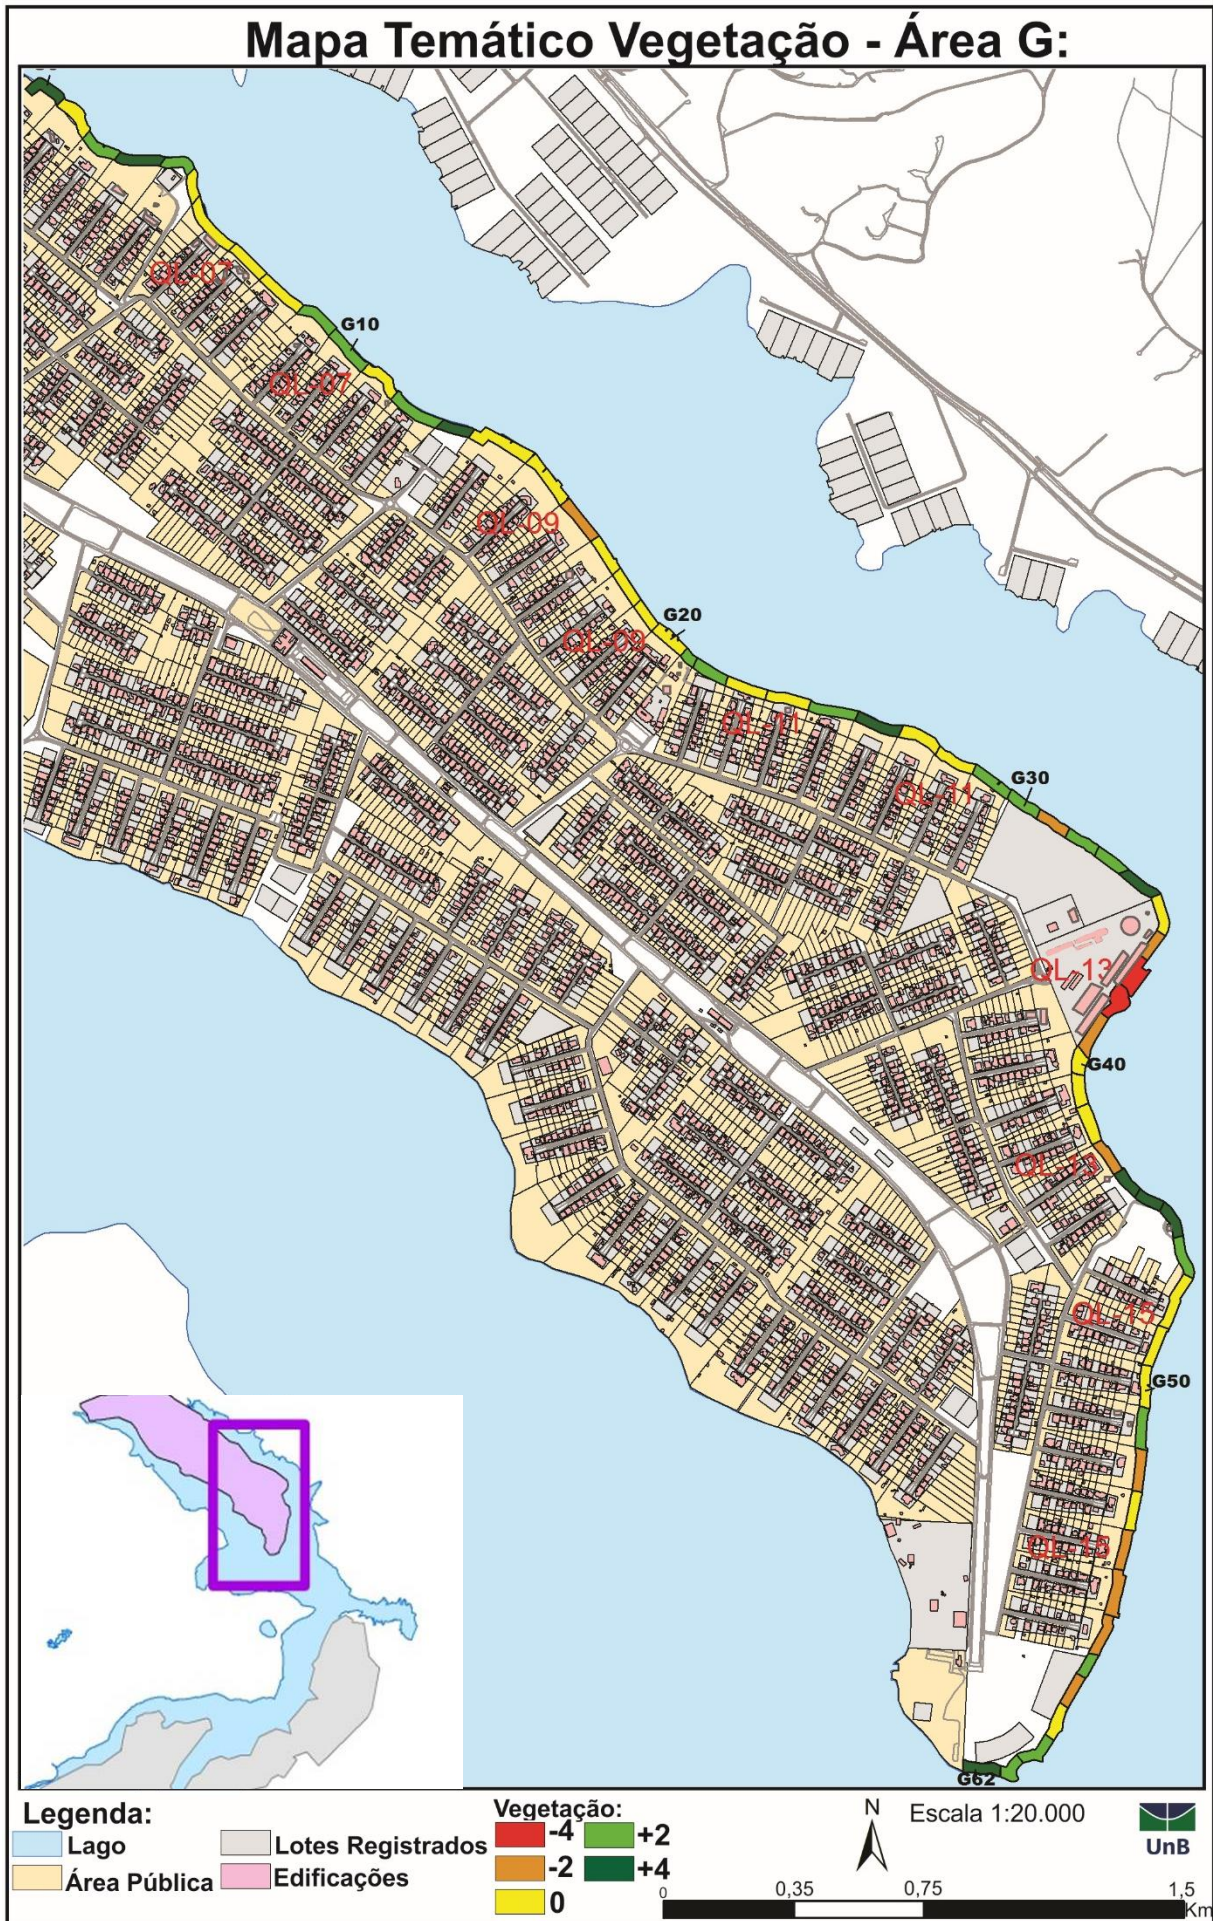 Mapa Temático Vegetação - Área G:
QL-07
G10
QL-07
QL-09
G20
QL-09
QL-11
G30
QL-11
QL-13
G40
QL-13
QL-15
G50
QL-15
G62
Legenda:
Lago
Lotes Registrados
Área Pública
Edificações
Vegetação:
-4
+2
-2
+4
0
N
Escala 1:20.000
UnB
0
0,35
0,75
1,5
Km